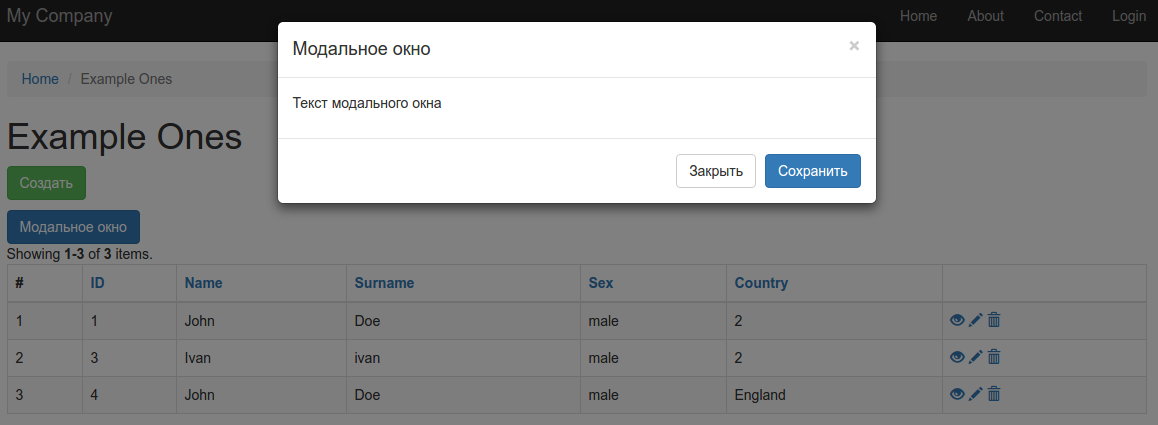 My Company Home About Contact Login
Модальное окно ×
Home / Example Ones
Текст модального окна
Example Ones
Закрыть Сохранить
Создать
Модальное окно
Showing 1-3 of 3 items.
# ID Name Surname Sex Country
1 1 John Doe male 2
2 3 Ivan ivan male 2
3 4 John Doe male England